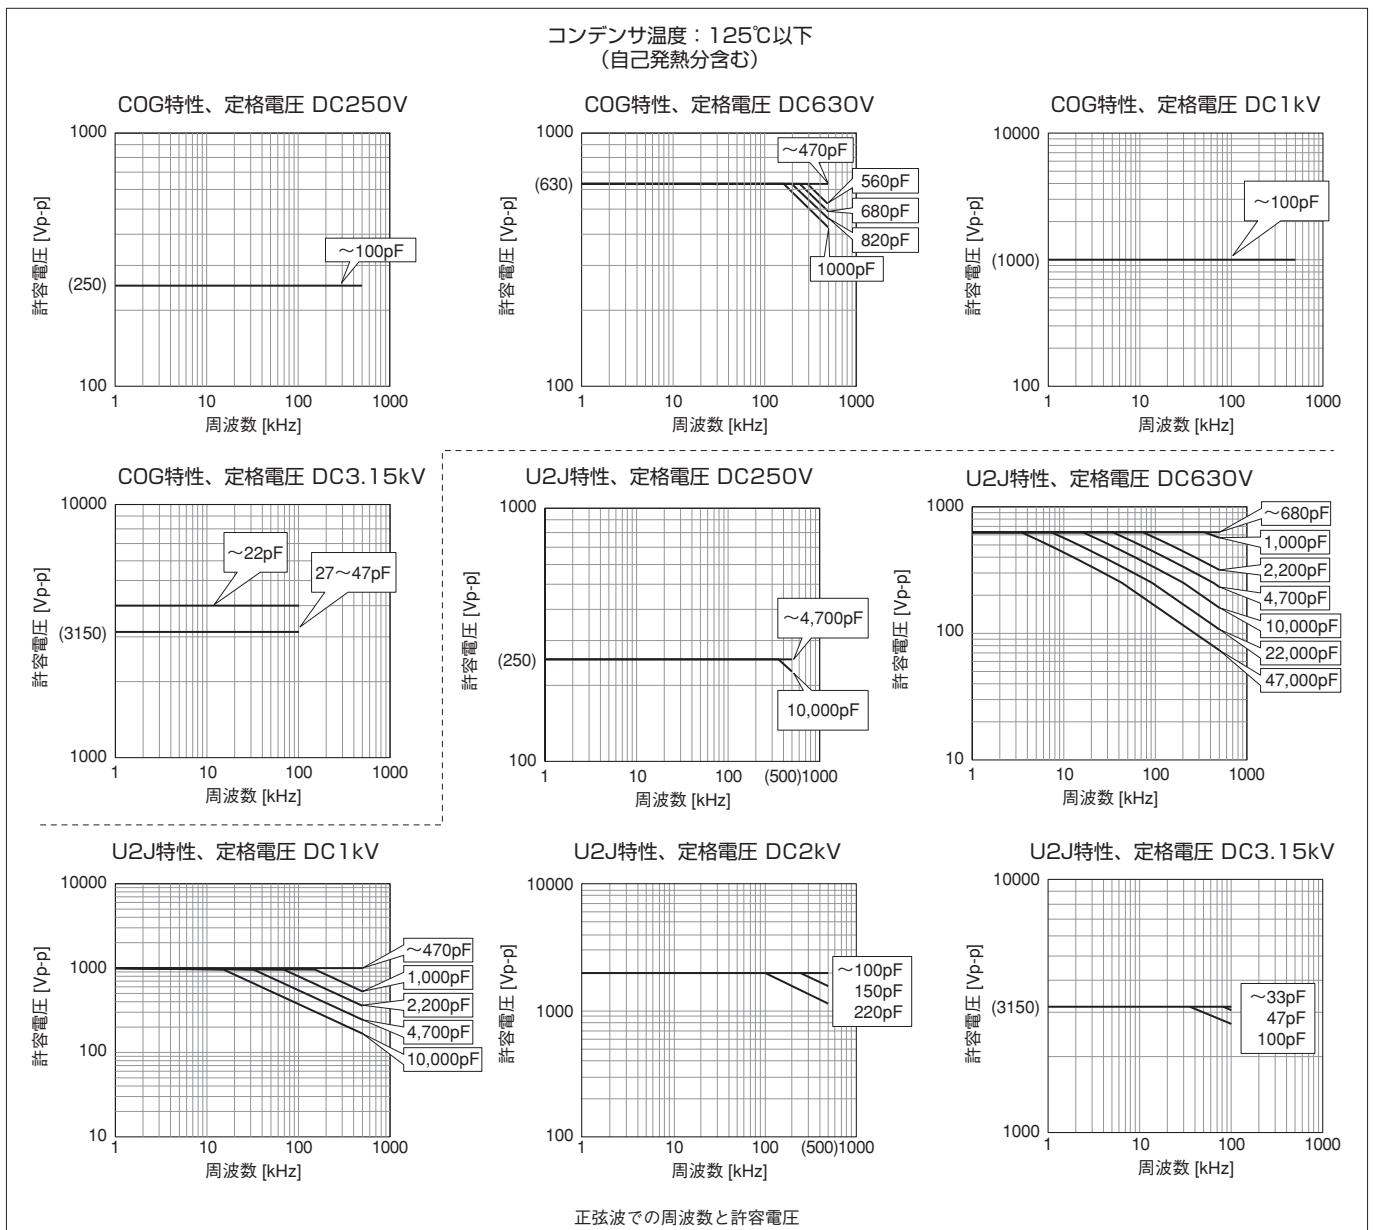 コンデンサ温度：125℃以下
（自己発熱分含む）
COG特性、定格電圧 DC250V
1000
(250)
100
許容電圧 [Vp-p]
～100pF
1 10 100 1000
周波数 [kHz]
COG特性、定格電圧 DC630V
1000
(630)
100
許容電圧 [Vp-p]
～470pF
560pF
680pF
820pF
1000pF
1 10 100 1000
周波数 [kHz]
COG特性、定格電圧 DC1kV
10000
(1000)
100
許容電圧 [Vp-p]
～100pF
1 10 100 1000
周波数 [kHz]
COG特性、定格電圧 DC3.15kV
10000
(3150)
1000
許容電圧 [Vp-p]
～22pF
27～47pF
1 10 100 1000
周波数 [kHz]
U2J特性、定格電圧 DC250V
1000
(250)
100
許容電圧 [Vp-p]
～4,700pF
10,000pF
1 10 100 (500)1000
周波数 [kHz]
U2J特性、定格電圧 DC630V
1000
100
10
許容電圧 [Vp-p]
～680pF
1,000pF
2,200pF
4,700pF
10,000pF
22,000pF
47,000pF
1 10 100 1000
周波数 [kHz]
U2J特性、定格電圧 DC1kV
10000
1000
100
10
許容電圧 [Vp-p]
～470pF
1,000pF
2,200pF
4,700pF
10,000pF
1 10 100 1000
周波数 [kHz]
U2J特性、定格電圧 DC2kV
10000
1000
100
許容電圧 [Vp-p]
～100pF
150pF
220pF
1 10 100 (500)1000
周波数 [kHz]
U2J特性、定格電圧 DC3.15kV
10000
(3150)
1000
許容電圧 [Vp-p]
～33pF
47pF
100pF
1 10 100 1000
周波数 [kHz]
正弦波での周波数と許容電圧